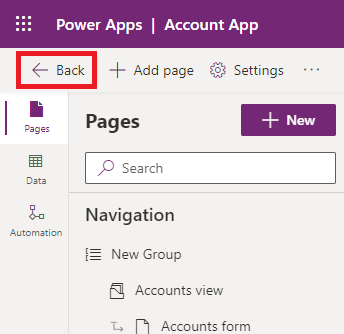 Power Apps | Account App
Back
Add page
Settings
...
Pages
Data
Automation
Pages
New
Search
Navigation
New Group
Accounts view
Accounts form